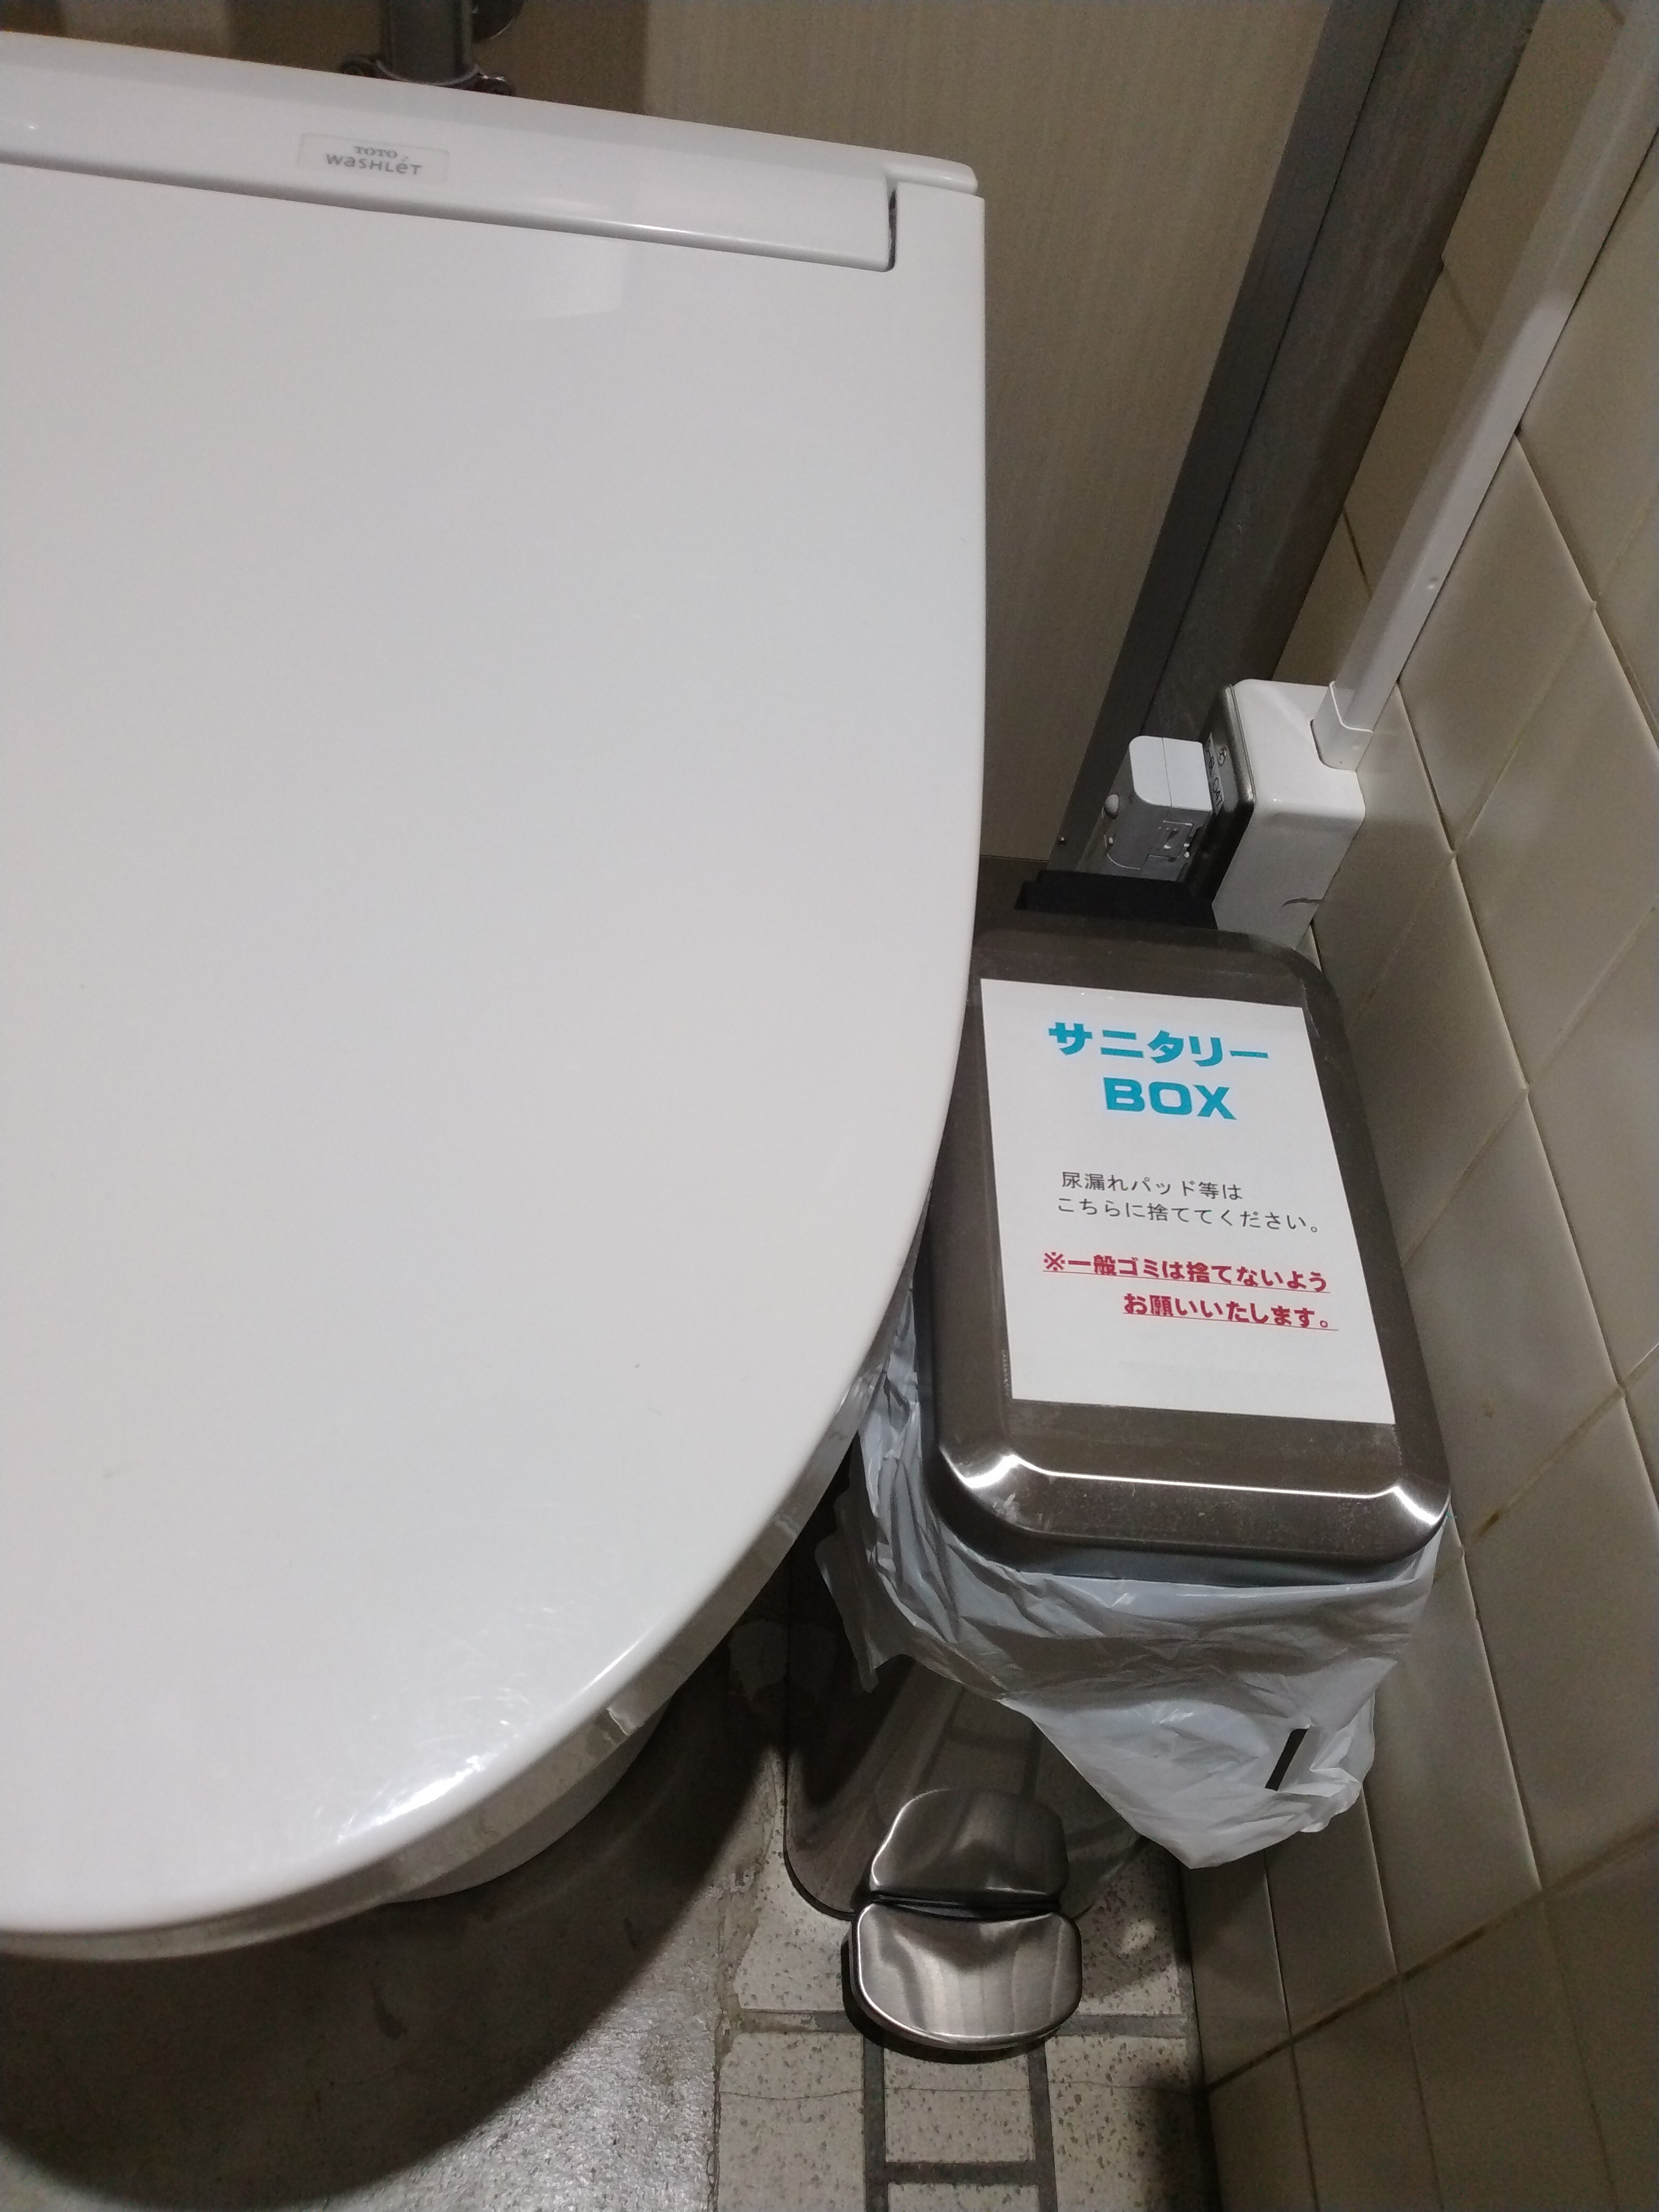 TOTO
WASHLET
サニタリー
BOX
尿漏れパッド等は
こちらに捨ててください。
※一般ゴミは捨てないよう
お願いいたします。